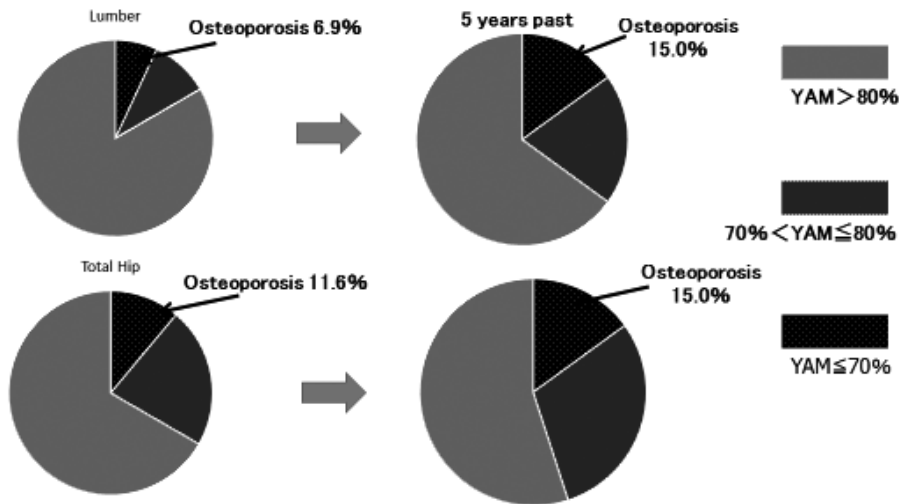 Lumber
Osteoporosis 6.9%
5 years past
Osteoporosis
15.0%
YAM＞80%
70%＜YAM≦80%
Total Hip
Osteoporosis 11.6%
Osteoporosis
15.0%
YAM≦70%